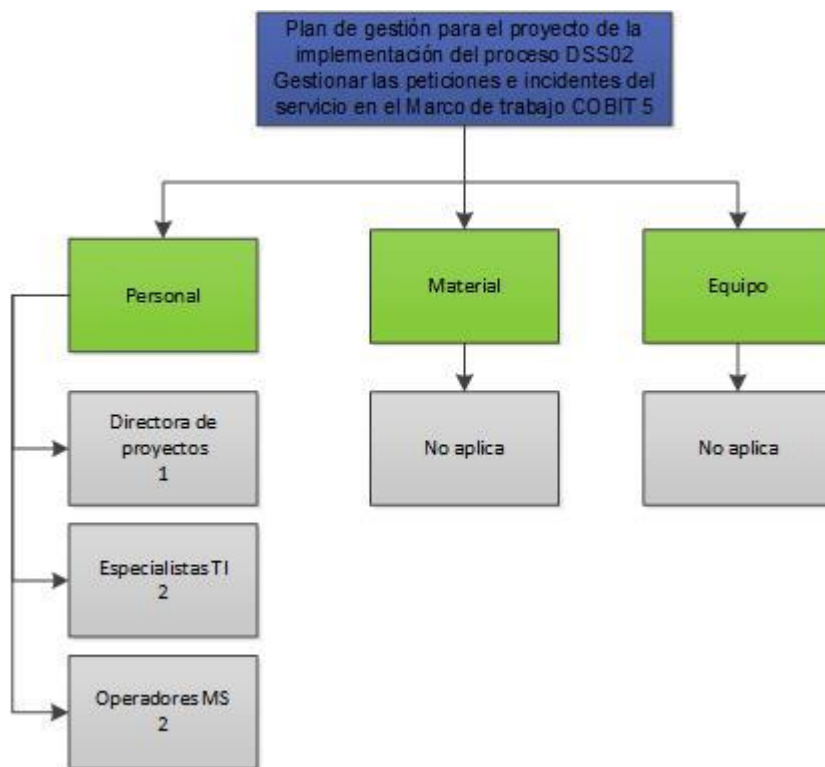 Plan de gestión para el proyecto de la
implementación del proceso DSS02
Gestionar las peticiones e incidentes del
servicio en el Marco de trabajo COBIT 5
Personal
Material
Equipo
Directora de
proyectos
1
No aplica
No aplica
Especialistas TI
2
Operadores MS
2